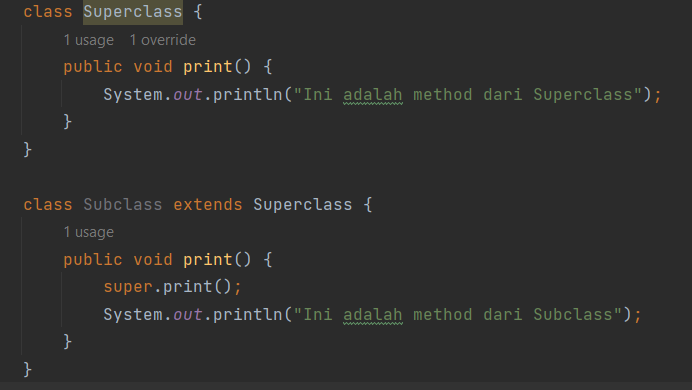 class Superclass {
1 usage 1 override
public void print() {
System.out.println("Ini adalah method dari Superclass");
}
}
class Subclass extends Superclass {
1 usage
public void print() {
super.print();
System.out.println("Ini adalah method dari Subclass");
}
}